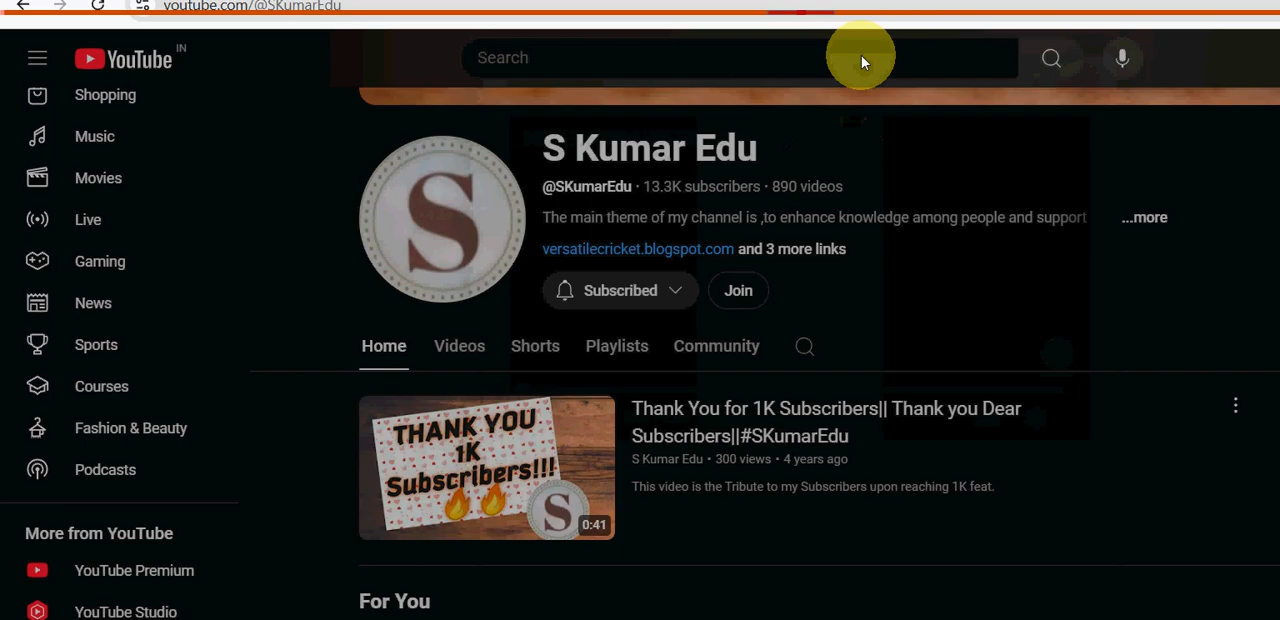 youtube.com/@SKumarEdu
YouTube IN
Search
Shopping
Music
Movies
Live
Gaming
News
Sports
Courses
Fashion & Beauty
Podcasts
More from YouTube
YouTube Premium
YouTube Studio
S
S Kumar Edu
@SKumarEdu · 13.3K subscribers · 890 videos
The main theme of my channel is ,to enhance knowledge among people and support ...more
versatilecricket.blogspot.com and 3 more links
Subscribed
Join
Home Videos Shorts Playlists Community
THANK YOU
1K
Subscribers!!!
S
0:41
Thank You for 1K Subscribers|| Thank you Dear
Subscribers||#SKumarEdu
S Kumar Edu • 300 views • 4 years ago
This video is the Tribute to my Subscribers upon reaching 1K feat.
For You